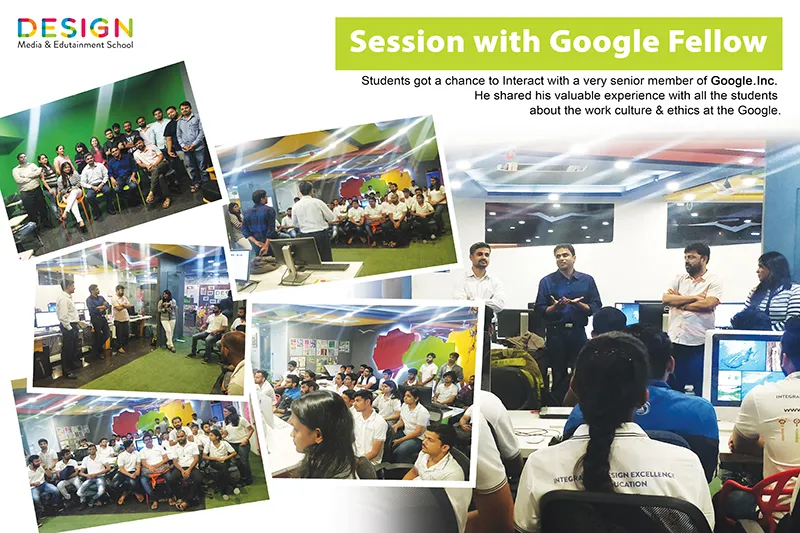 DESIGN
Media & Edutainment School
Session with Google Fellow
Students got a chance to Interact with a very senior member of Google.Inc.
He shared his valuable experience with all the students
about the work culture & ethics at the Google.
DESIGN EXCELLENCE